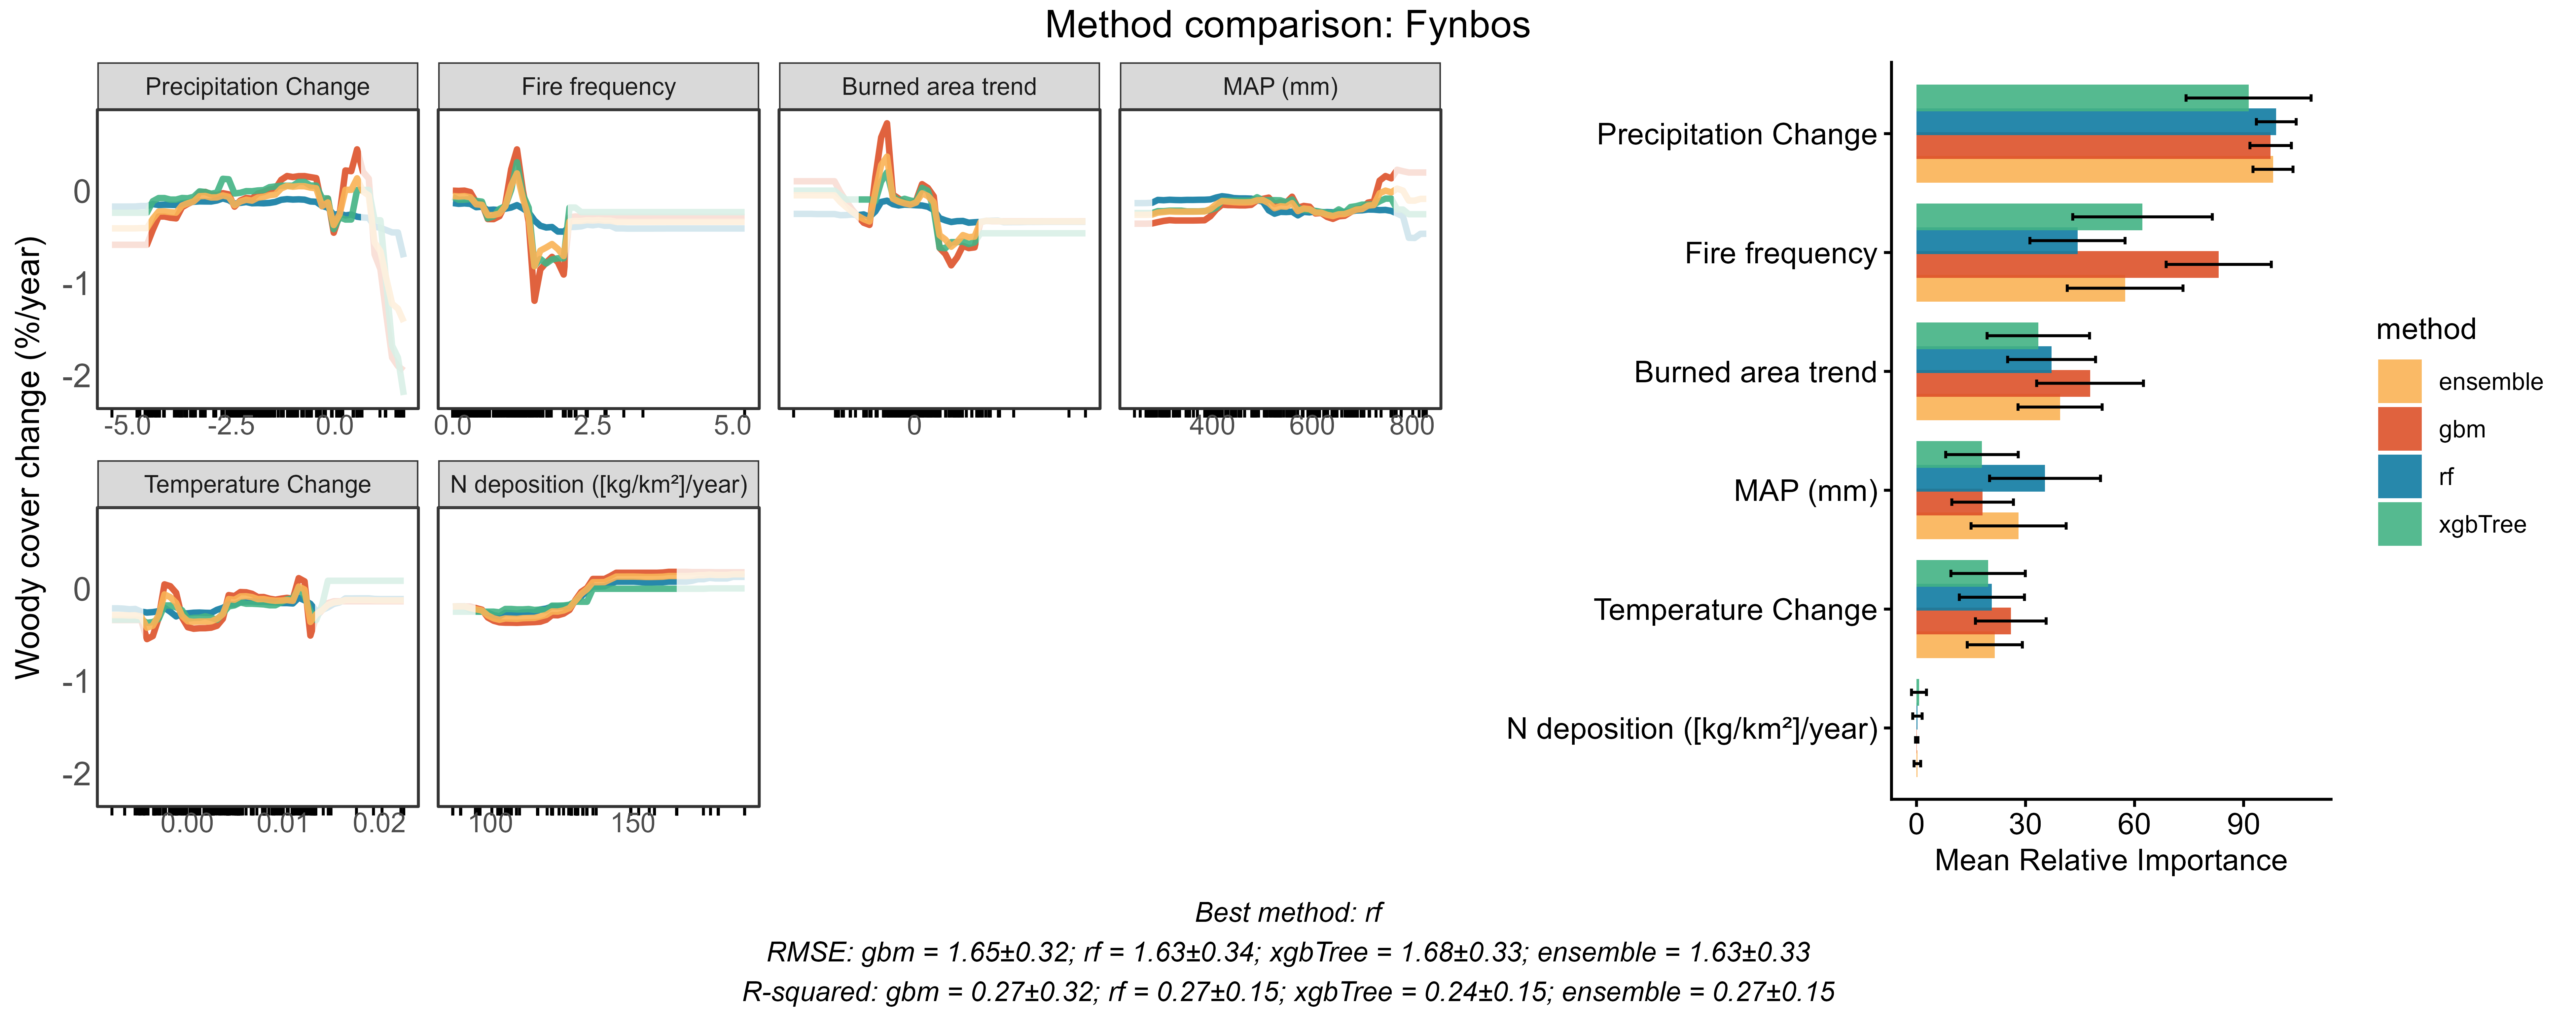 Method comparison: Fynbos
Precipitation Change
Fire frequency
Burned area trend
MAP (mm)
Woody cover change (%/year)
0
-1
-2
-5.0 -2.5 0.0
0.0 2.5 5.0
0
400 600 800
Temperature Change
N deposition ([kg/km²]/year)
0
-1
-2
0.00 0.01 0.02
100 150
Precipitation Change
Fire frequency
Burned area trend
MAP (mm)
Temperature Change
N deposition ([kg/km²]/year)
0 30 60 90
Mean Relative Importance
method
ensemble
gbm
rf
xgbTree
Best method: rf
RMSE: gbm = 1.65±0.32; rf = 1.63±0.34; xgbTree = 1.68±0.33; ensemble = 1.63±0.33
R-squared: gbm = 0.27±0.32; rf = 0.27±0.15; xgbTree = 0.24±0.15; ensemble = 0.27±0.15